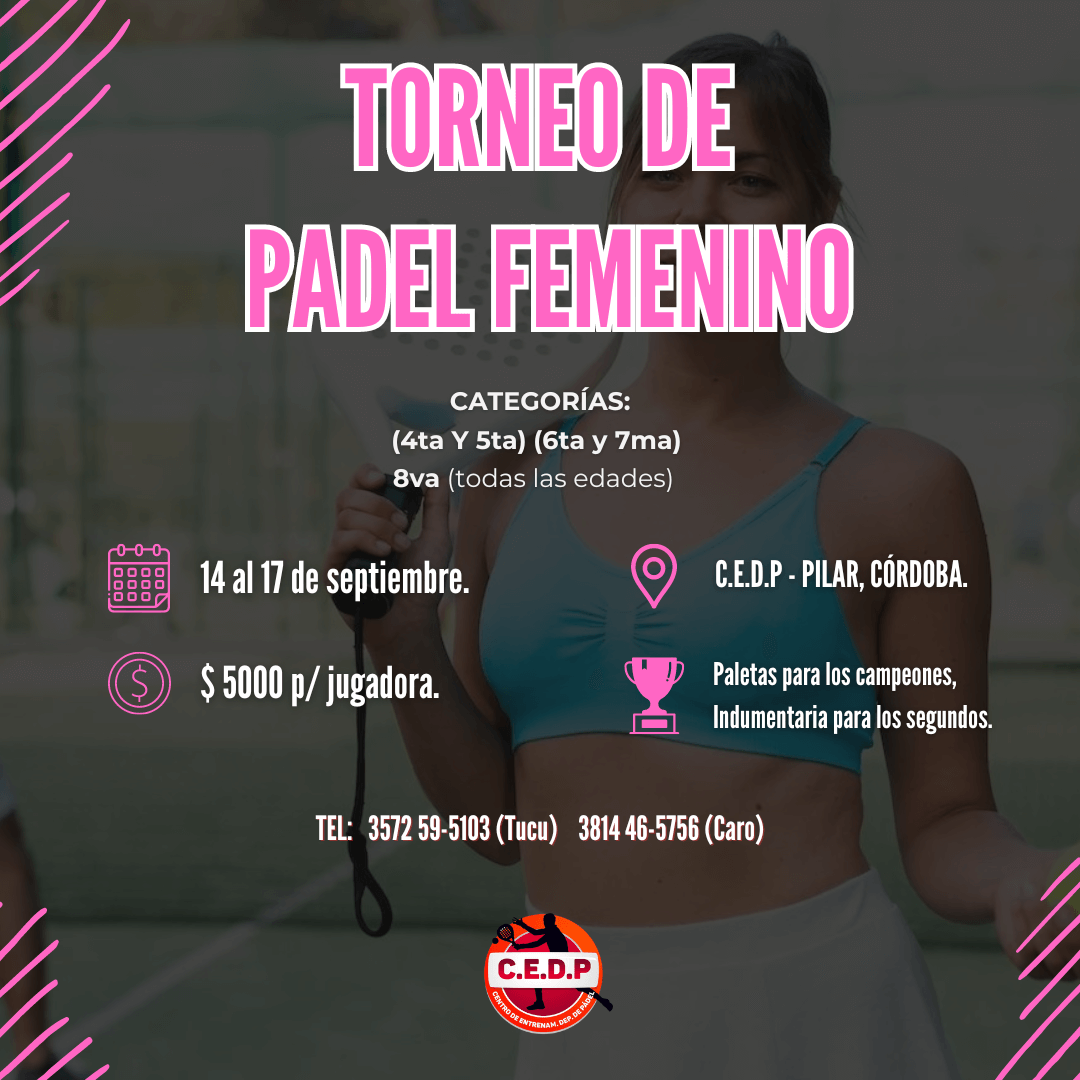 TORNEO DE
PADEL FEMENINO
CATEGORÍAS:
(4ta Y 5ta) (6ta y 7ma)
8va (todas las edades)
14 al 17 de septiembre.
C.E.D.P - PILAR, CÓRDOBA.
$ 5000 p/ jugadora.
Paletas para los campeones,
Indumentaria para los segundos.
TEL: 3572 59-5103 (Tucu) 3814 46-5756 (Caro)
C.E.D.P
CENTRO DE ENTRENAM. DEP. DE PÁDEL